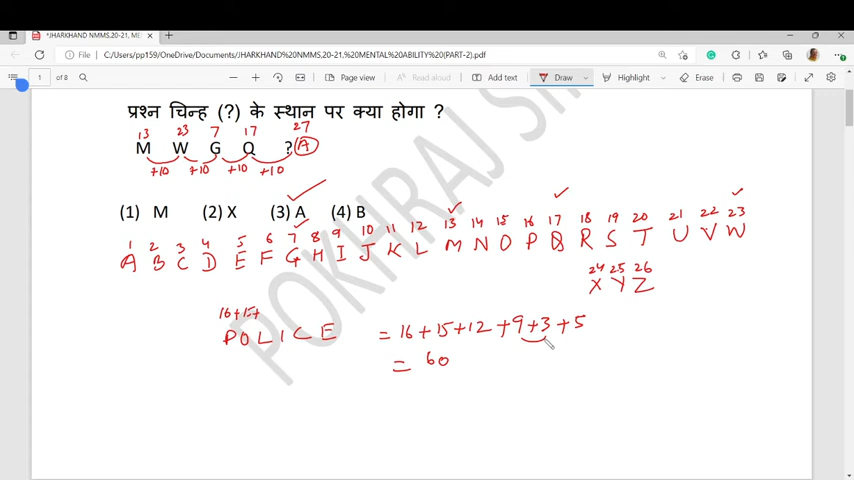 *JHARKHAND NMMS,20-21, MENTAL
C:/Users/pp159/OneDrive/Documents/JHARKHAND%20NMMS,20-21,%20MENTAL%20ABILITY%20(PART-2).pdf
1 of 8 Page view Read aloud Add text Draw Highlight Erase
प्रश्न चिन्ह (?) के स्थान पर क्या होगा ?
13 23 7 17 27
M W G Q ? A
+10 +10 +10 +10
(1) M (2) X (3) A (4) B
1 2 3 4 5 6 7 8 9 10 11 12 13 14 15 16 17 18 19 20 21 22 23
A B C D E F G H I J K L M N O P Q R S T U V W
24 25 26
X Y Z
16+15+
POLICE = 16+15+12+9+3+5
= 60
POKHRAJ